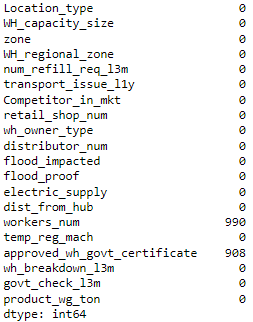 Location_type 0
WH_capacity_size 0
zone 0
WH_regional_zone 0
num_refill_req_l3m 0
transport_issue_l1y 0
Competitor_in_mkt 0
retail_shop_num 0
wh_owner_type 0
distributor_num 0
flood_impacted 0
flood_proof 0
electric_supply 0
dist_from_hub 0
workers_num 990
temp_reg_mach 0
approved_wh_govt_certificate 908
wh_breakdown_l3m 0
govt_check_l3m 0
product_wg_ton 0
dtype: int64